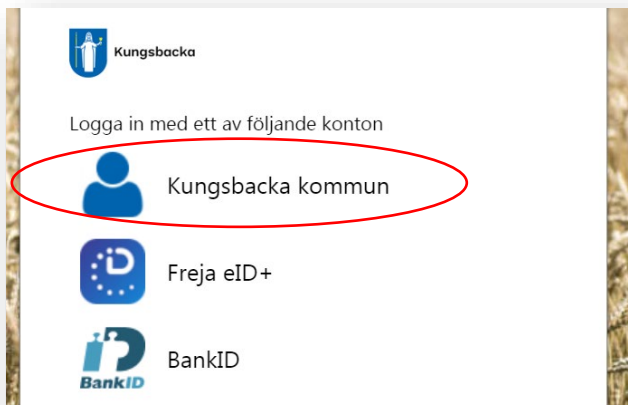 Kungsbacka
Logga in med ett av följande konton
Kungsbacka kommun
Freja eID+
BankID
BankID